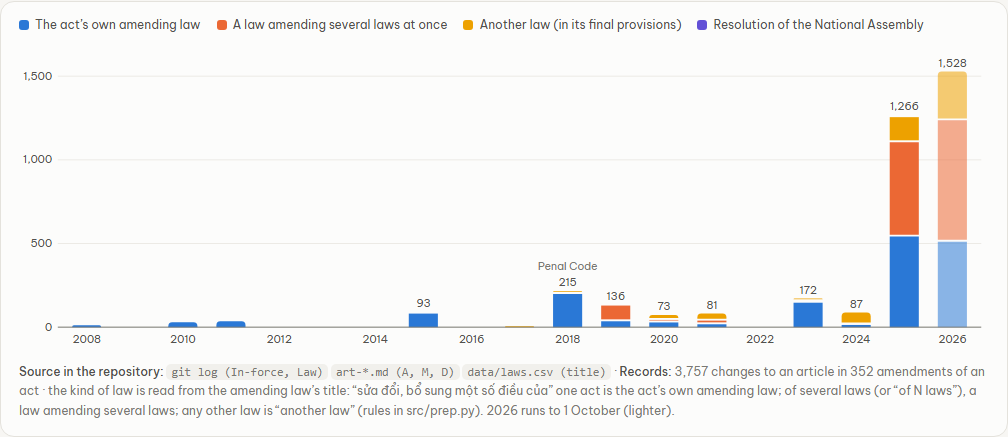 The act's own amending law
A law amending several laws at once
Another law (in its final provisions)
Resolution of the National Assembly
1,528
1,500
1,266
1,000
500
Penal Code
215
172
136
93
73
81
87
0
2008
2010
2012
2014
2016
2018
2020
2022
2024
2026
Source in the repository: git log (In-force, Law) art-*.md (A, M, D) data/laws.csv (title) · Records: 3,757 changes to an article in 352 amendments of an
act · the kind of law is read from the amending law's title: “sửa đổi, bổ sung một số điều của” one act is the act's own amending law; of several laws (or “of N laws”), a
law amending several laws; any other law is “another law” (rules in src/prep.py). 2026 runs to 1 October (lighter).